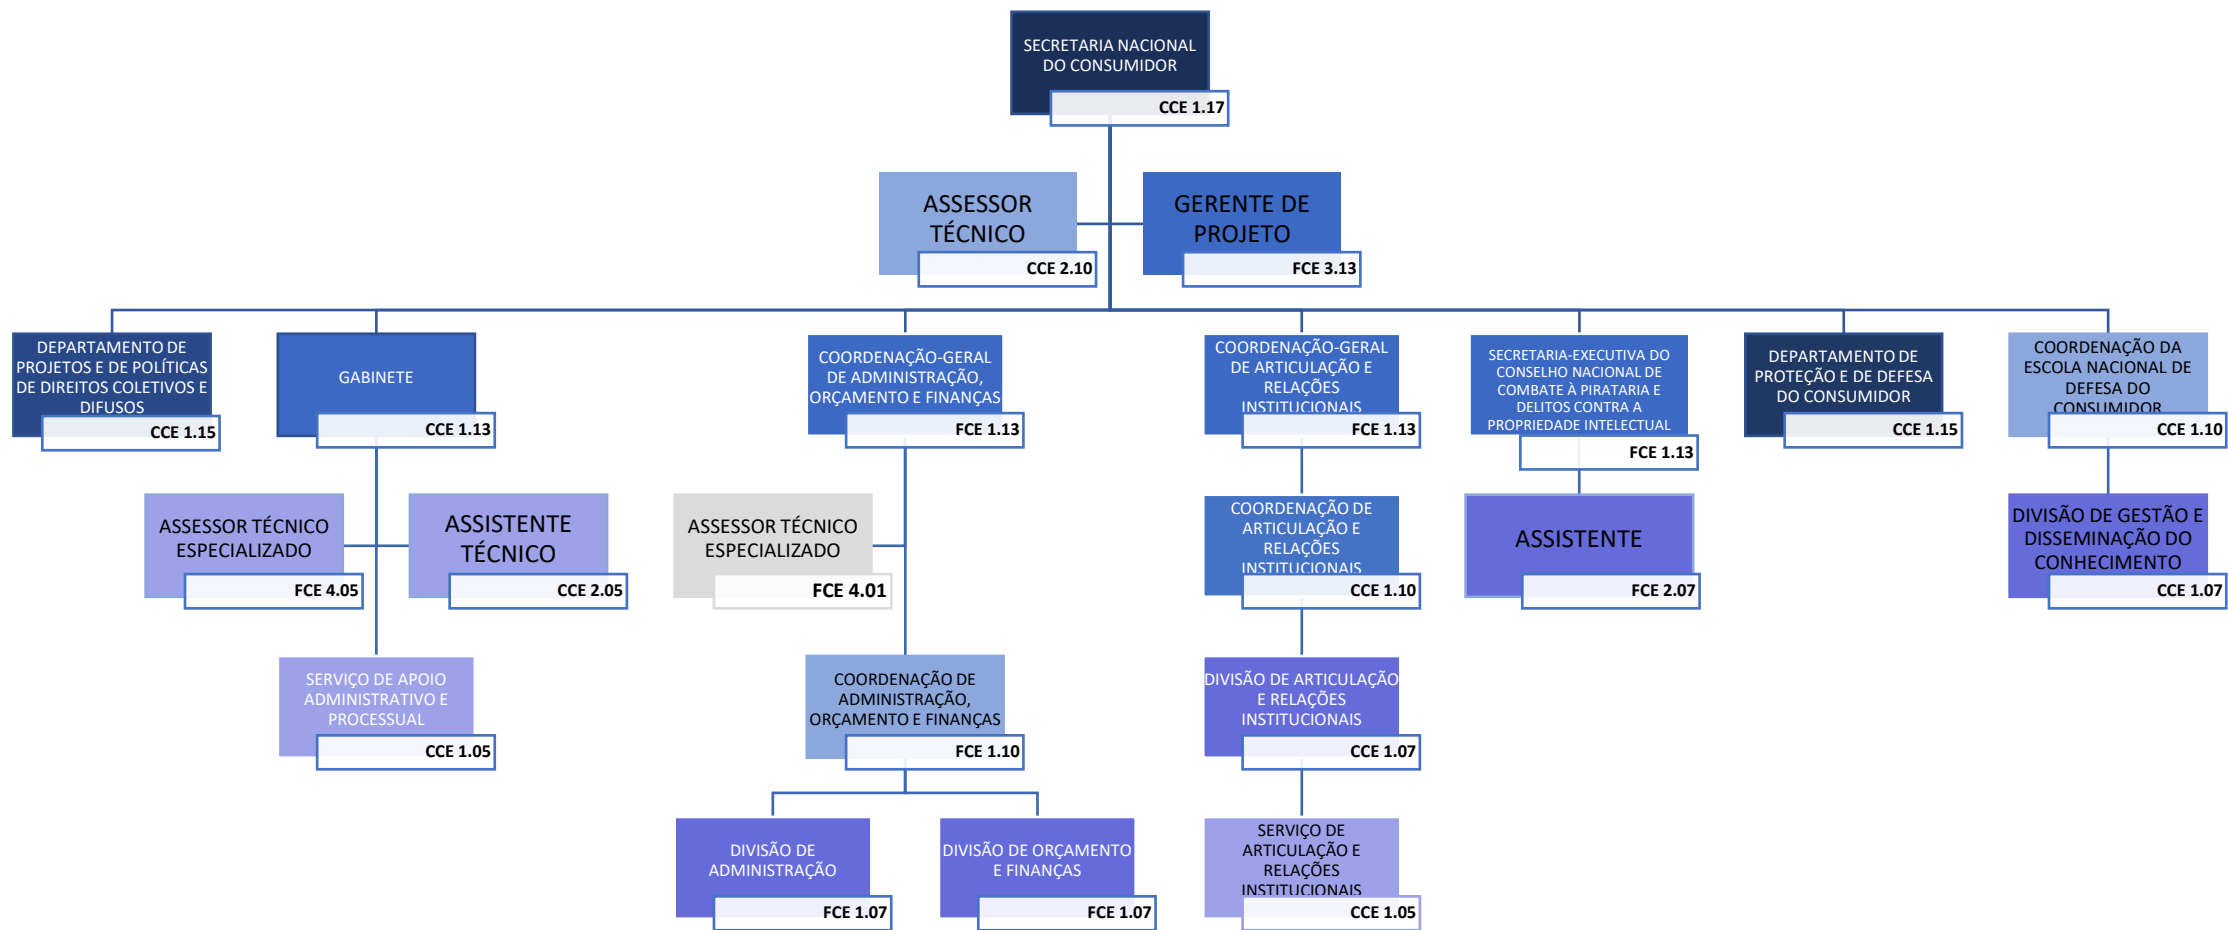 SECRETARIA NACIONAL
DO CONSUMIDOR
CCE 1.17
ASSESSOR
TÉCNICO
CCE 2.10
GERENTE DE
PROJETO
FCE 3.13
DEPARTAMENTO DE
PROJETOS E DE POLÍTICAS
DE DIREITOS COLETIVOS E
DIFUSOS
CCE 1.15
GABINETE
CCE 1.13
COORDENAÇÃO-GERAL
DE ADMINISTRAÇÃO,
ORÇAMENTO E FINANÇAS
FCE 1.13
COORDENAÇÃO-GERAL
DE ARTICULAÇÃO E
RELAÇÕES
INSTITUCIONAIS
FCE 1.13
SECRETARIA-EXECUTIVA DO
CONSELHO NACIONAL DE
COMBATE À PIRATARIA E
DELITOS CONTRA A
PROPRIEDADE INTELECTUAL
FCE 1.13
DEPARTAMENTO DE
PROTEÇÃO E DE DEFESA
DO CONSUMIDOR
CCE 1.15
COORDENAÇÃO DA
ESCOLA NACIONAL DE
DEFESA DO
CONSUMIDOR
CCE 1.10
ASSESSOR TÉCNICO
ESPECIALIZADO
FCE 4.05
ASSISTENTE
TÉCNICO
CCE 2.05
ASSESSOR TÉCNICO
ESPECIALIZADO
FCE 4.01
COORDENAÇÃO DE
ARTICULAÇÃO E
RELAÇÕES
INSTITUCIONAIS
CCE 1.10
ASSISTENTE
FCE 2.07
DIVISÃO DE GESTÃO E
DISSEMINAÇÃO DO
CONHECIMENTO
CCE 1.07
SERVIÇO DE APOIO
ADMINISTRATIVO E
PROCESSUAL
CCE 1.05
COORDENAÇÃO DE
ADMINISTRAÇÃO,
ORÇAMENTO E FINANÇAS
FCE 1.10
DIVISÃO DE ARTICULAÇÃO
E RELAÇÕES
INSTITUCIONAIS
CCE 1.07
DIVISÃO DE
ADMINISTRAÇÃO
FCE 1.07
DIVISÃO DE ORÇAMENTO
E FINANÇAS
FCE 1.07
SERVIÇO DE
ARTICULAÇÃO E
RELAÇÕES
INSTITUCIONAIS
CCE 1.05